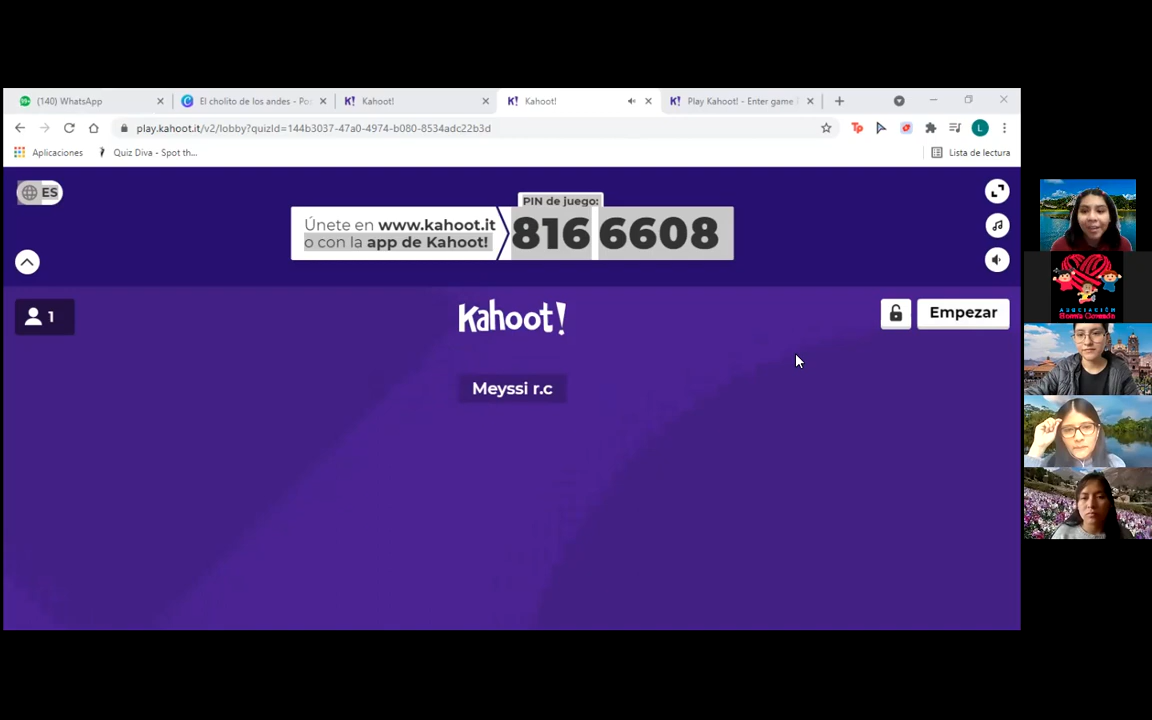 (140) WhatsApp
El cholito de los andes - Po
Kahoot!
Kahoot!
Play Kahoot! - Enter game
play.kahoot.it/v2/lobby?quizId=144b3037-47a0-4974-b080-8534adc22b3d
L
Aplicaciones
Quiz Diva - Spot th...
Lista de lectura
ES
PIN de juego:
Únete en www.kahoot.it
o con la app de Kahoot!
816 6608
1
Kahoot!
Empezar
Meyssi r.c
ASOCIACIÓN